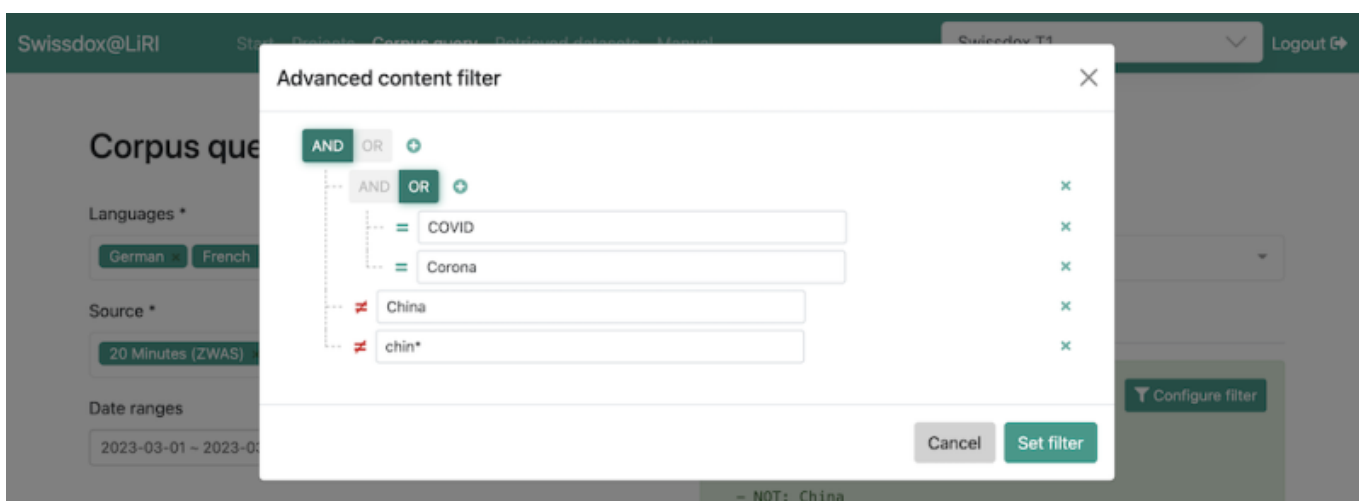 Swissdox@LiRI Start Projects Corpus query Retrieved datasets Manual Swissdox T1 Logout
Advanced content filter
Corpus que
AND OR
AND OR
Languages *
= COVID
German × French
= Corona
Source *
≠ China
20 Minutes (ZWAS)
≠ chin*
Date ranges
Configure filter
2023-03-01 ~ 2023-03
Cancel Set filter
- NOT: China